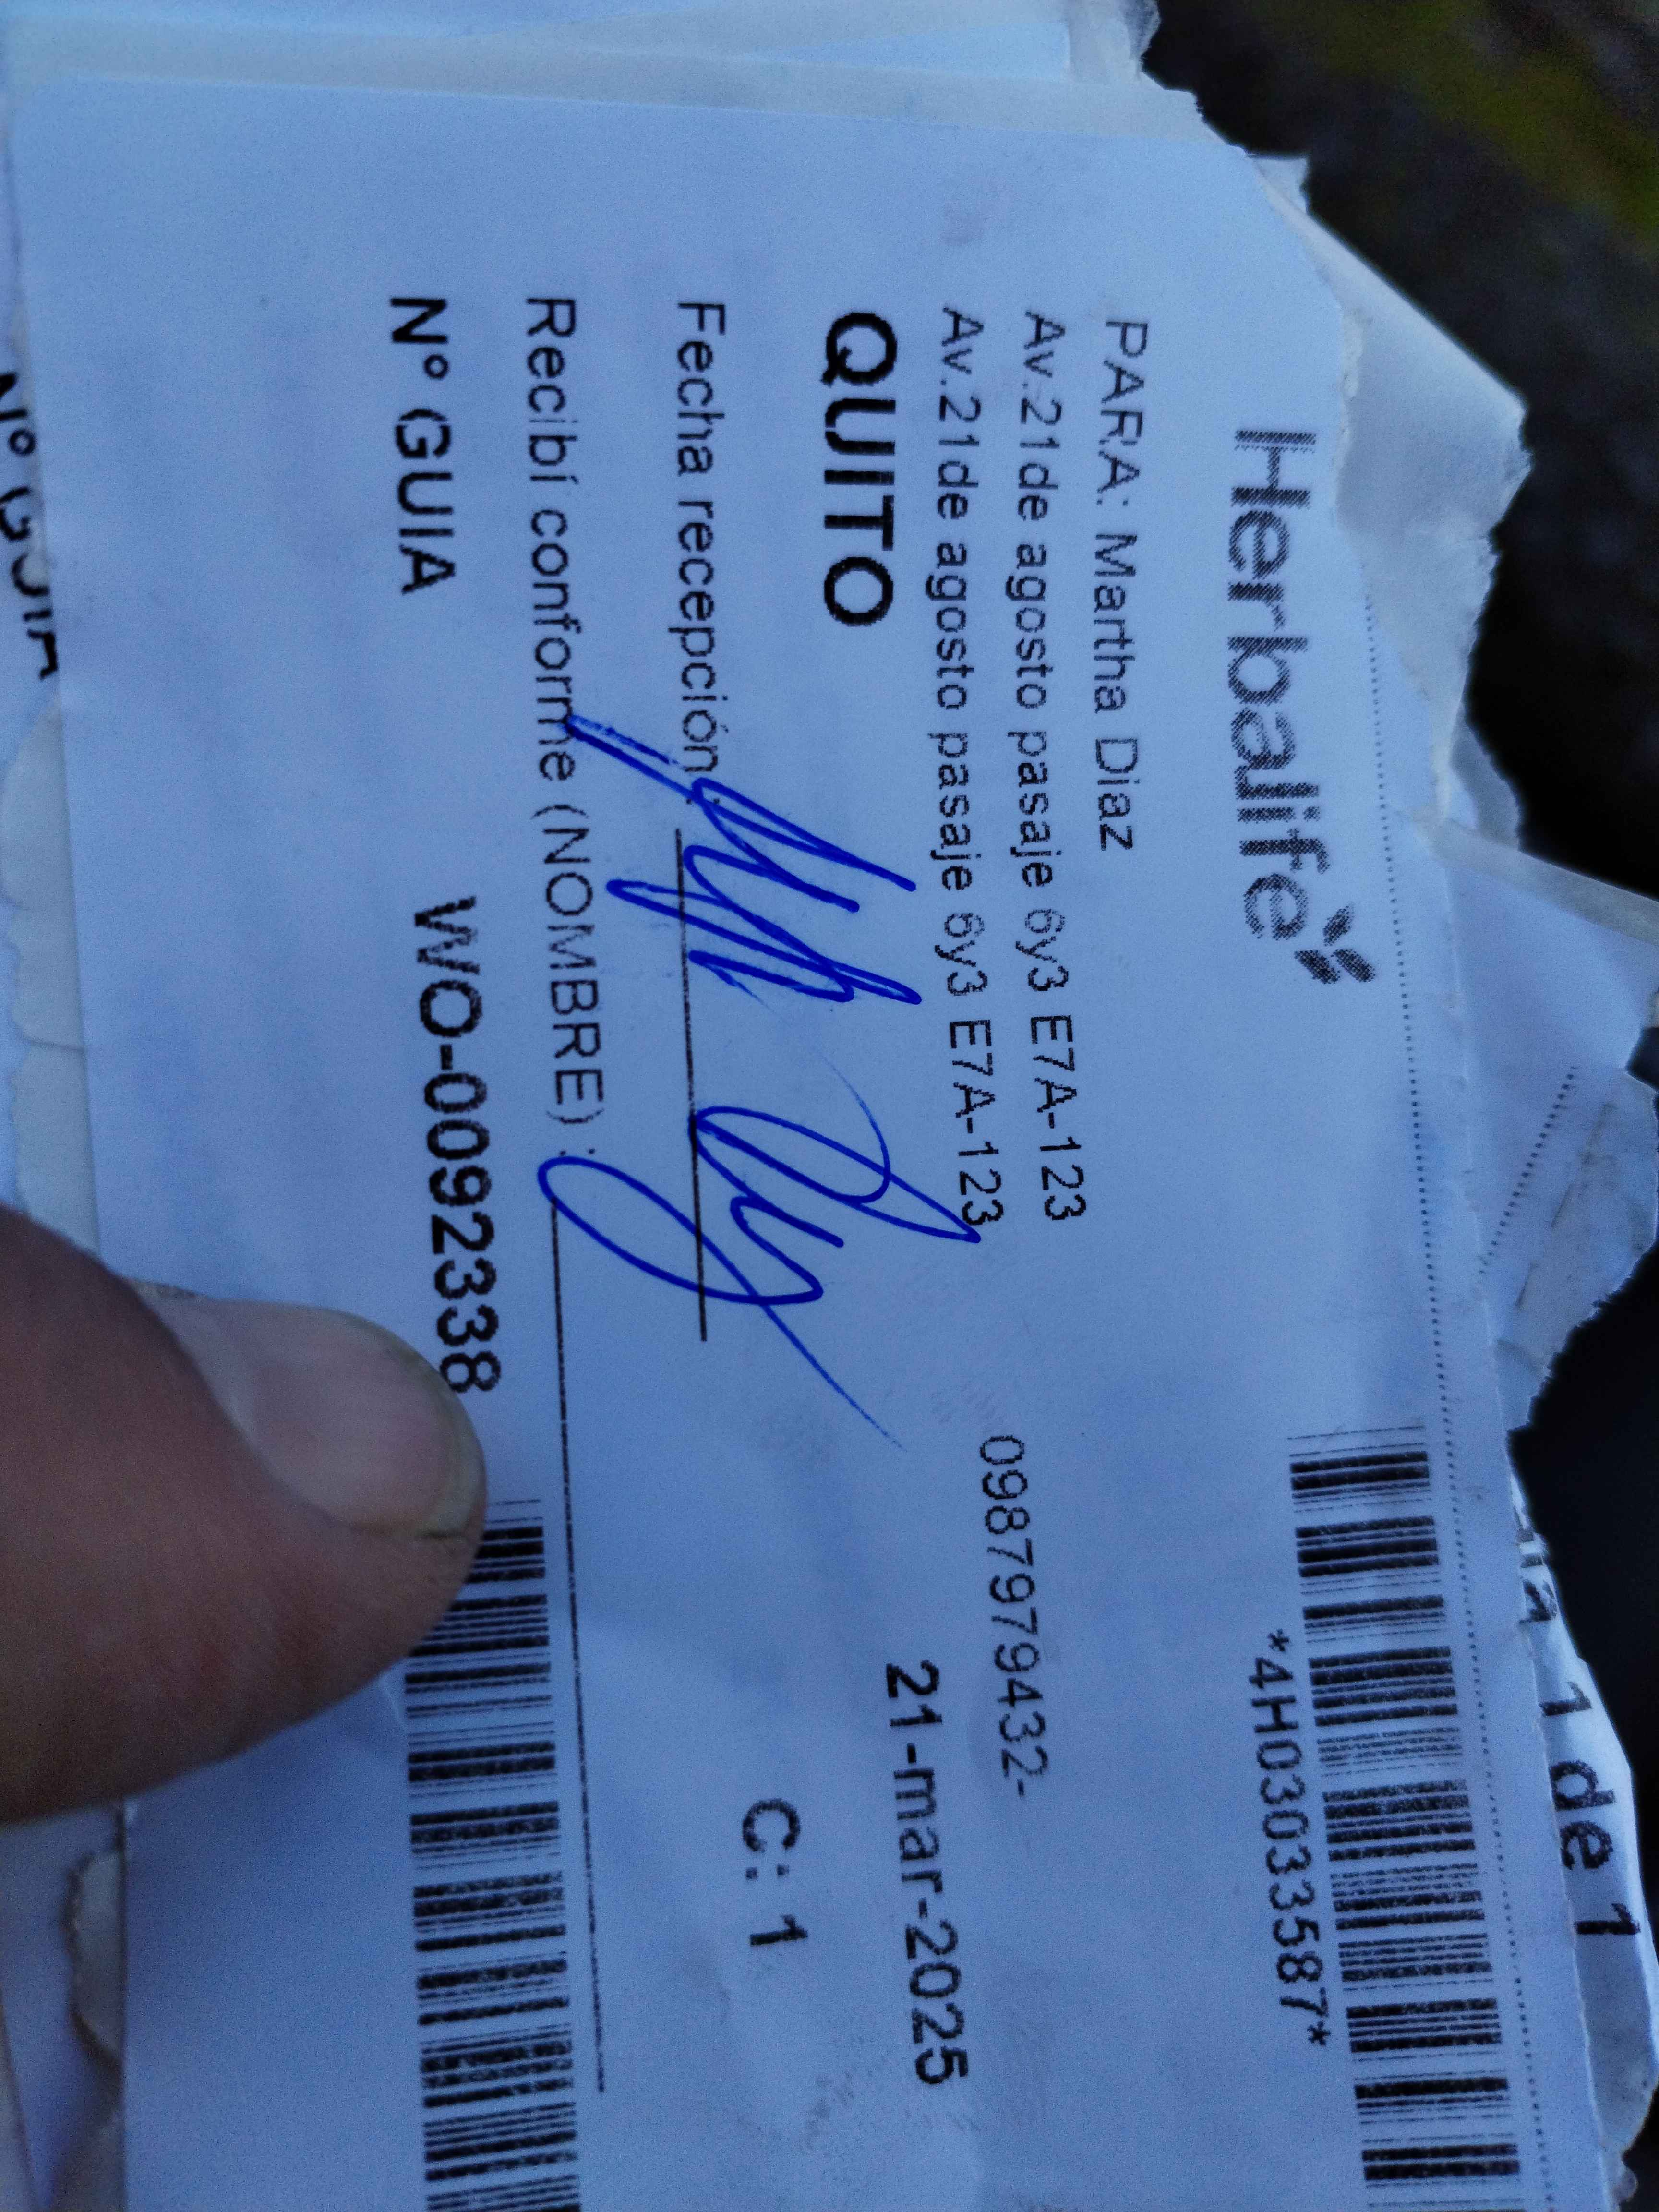 Herbalife
*4H03033587*
PARA: Martha Diaz
Av.21de agosto pasaje 6y3 E7A-123
Av.21de agosto pasaje 6y3 E7A-123
0987979432-
QUITO
21-mar-2025
Fecha recepción:
C: 1
Recibí conforme (NOMBRE) :
N° GUIA WO-0092338
1 de 1
N° GUIA